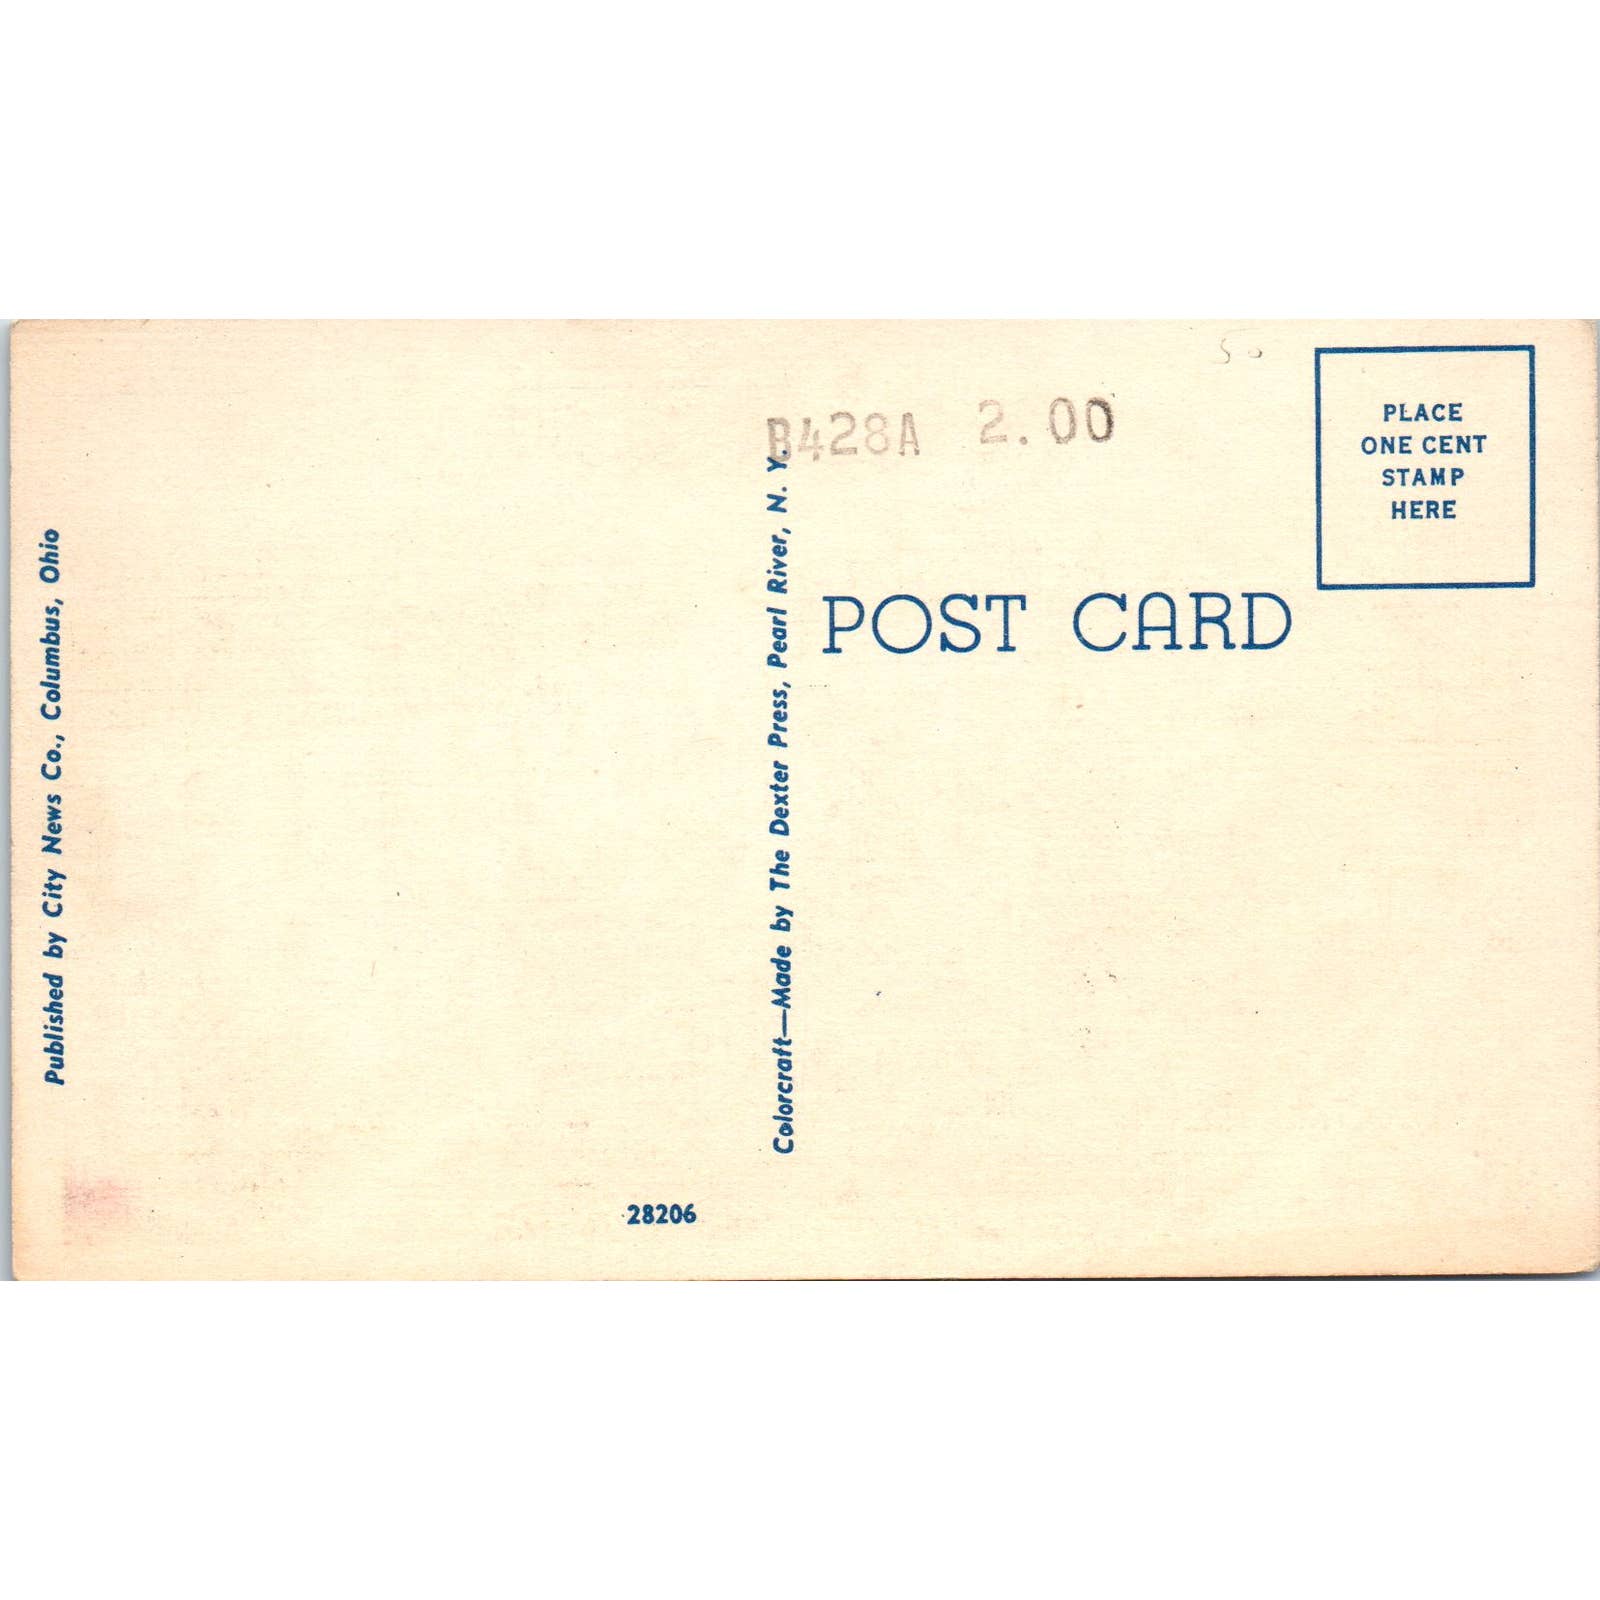 Published by City News Co., Columbus, Ohio
28206
Colorcraft—Made by The Dexter Press, Pearl River, N. Y.
B428A 2.00
50
POST CARD
PLACE
ONE CENT
STAMP
HERE